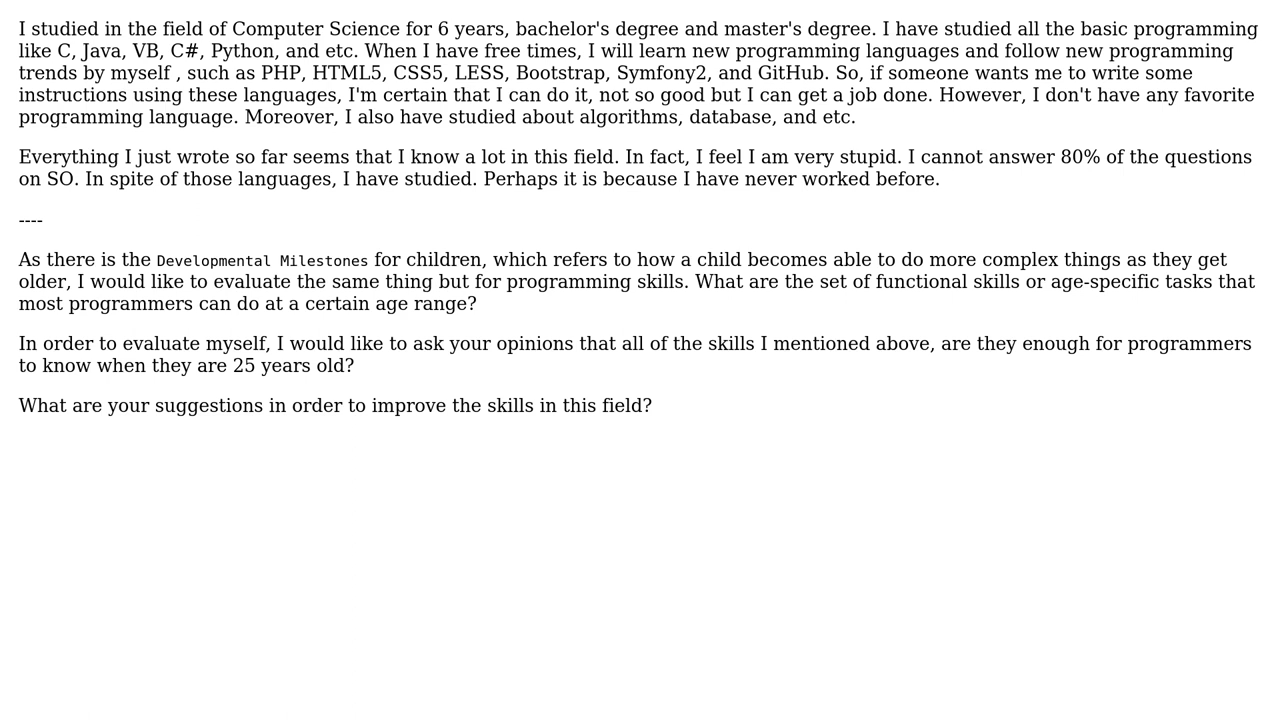 I studied in the field of Computer Science for 6 years, bachelor's degree and master's degree. I have studied all the basic programming
like C, Java, VB, C#, Python, and etc. When I have free times, I will learn new programming languages and follow new programming
trends by myself , such as PHP, HTML5, CSS5, LESS, Bootstrap, Symfony2, and GitHub. So, if someone wants me to write some
instructions using these languages, I'm certain that I can do it, not so good but I can get a job done. However, I don't have any favorite
programming language. Moreover, I also have studied about algorithms, database, and etc.
Everything I just wrote so far seems that I know a lot in this field. In fact, I feel I am very stupid. I cannot answer 80% of the questions
on SO. In spite of those languages, I have studied. Perhaps it is because I have never worked before.
----
As there is the Developmental Milestones for children, which refers to how a child becomes able to do more complex things as they get
older, I would like to evaluate the same thing but for programming skills. What are the set of functional skills or age-specific tasks that
most programmers can do at a certain age range?
In order to evaluate myself, I would like to ask your opinions that all of the skills I mentioned above, are they enough for programmers
to know when they are 25 years old?
What are your suggestions in order to improve the skills in this field?